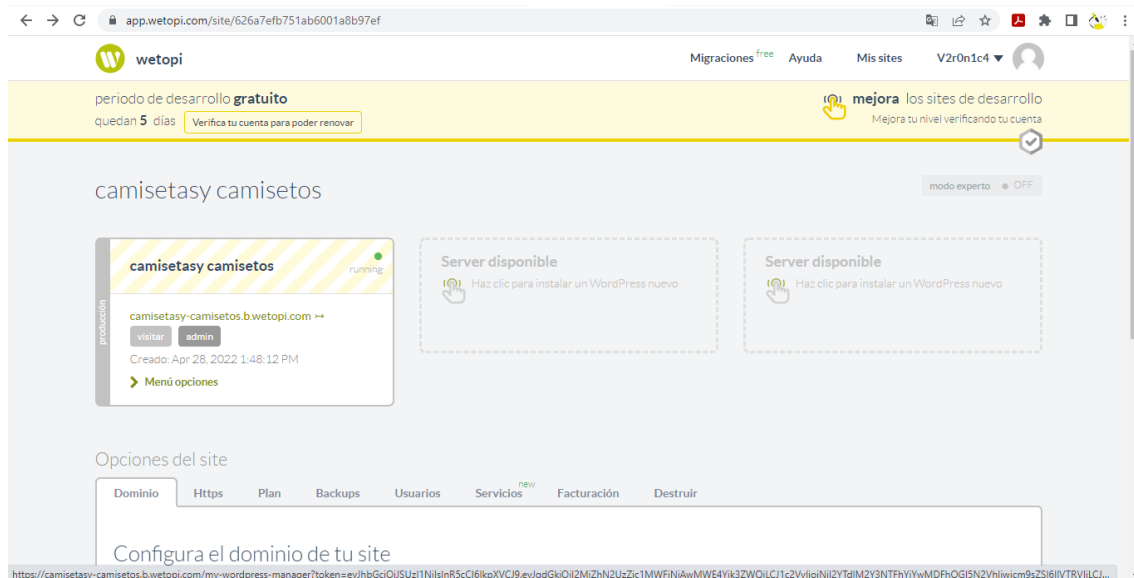 app.wetopi.com/site/626a7efb751ab6001a8b97ef
wetopi
Migraciones free Ayuda Mis sites V2r0n1c4
periodo de desarrollo gratuito
quedan 5 días Verifica tu cuenta para poder renovar
mejora los sites de desarrollo
Mejora tu nivel verificando tu cuenta
camisetasy camisetos
modo experto OFF
producción
camisetasy camisetos
running
camisetasy-camisetos.b.wetopi.com
visitar admin
Creado: Apr 28, 2022 1:48:12 PM
Menú opciones
Server disponible
Haz clic para instalar un WordPress nuevo
Server disponible
Haz clic para instalar un WordPress nuevo
Opciones del site
Dominio Https Plan Backups Usuarios Servicios new Facturación Destruir
Configura el dominio de tu site